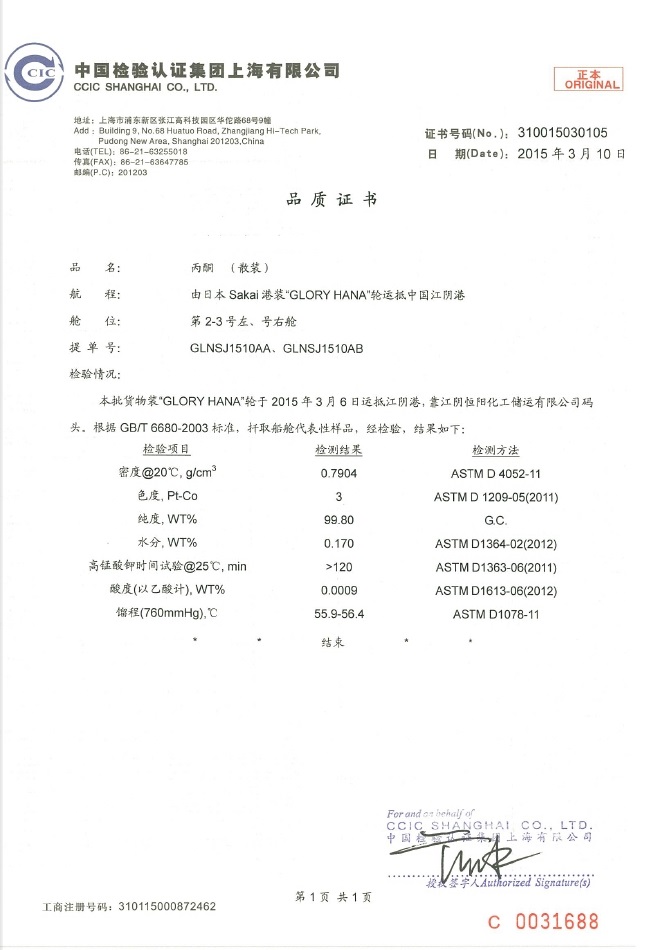 CCIC
中国检验认证集团上海有限公司
CCIC SHANGHAI CO., LTD.
正本
ORIGINAL
地址：上海市浦东新区张江高科技园区华佗路68号9幢
Add : Building 9, No.68 Huatuo Road, Zhangjiang Hi-Tech Park,
Pudong New Area, Shanghai 201203,China
电话(TEL)：86-21-63255018
传真(FAX)：86-21-63647785
邮编(P.C)：201203
证书号码(No.)：310015030105
日 期(Date)：2015 年 3 月 10 日
品 质 证 书
品 名： 丙酮 （散装）
航 程： 由日本 Sakai 港装“GLORY HANA”轮运抵中国江阴港
舱 位： 第 2-3 号左、号右舱
提 单 号： GLNSJ1510AA、GLNSJ1510AB
检验情况：
本批货物装“GLORY HANA”轮于 2015 年 3 月 6 日运抵江阴港，靠江阴恒阳化工储运有限公司码
头。根据 GB/T 6680-2003 标准，扦取船舱代表性样品，经检验，结果如下：
检验项目 检测结果 检测方法
密度@20℃, g/cm³ 0.7904 ASTM D 4052-11
色度, Pt-Co 3 ASTM D 1209-05(2011)
纯度, WT% 99.80 G.C.
水分, WT% 0.170 ASTM D1364-02(2012)
高锰酸钾时间试验@25℃, min >120 ASTM D1363-06(2011)
酸度(以乙酸计), WT% 0.0009 ASTM D1613-06(2012)
馏程(760mmHg),℃ 55.9-56.4 ASTM D1078-11
* * 结束 * *
For and on behalf of
CCIC SHANGHAI CO., LTD.
中国检验认证集团上海有限公司
授权签字人Authorized Signature(s)
第 1 页 共 1 页
工商注册号码：310115000872462
C 0031688